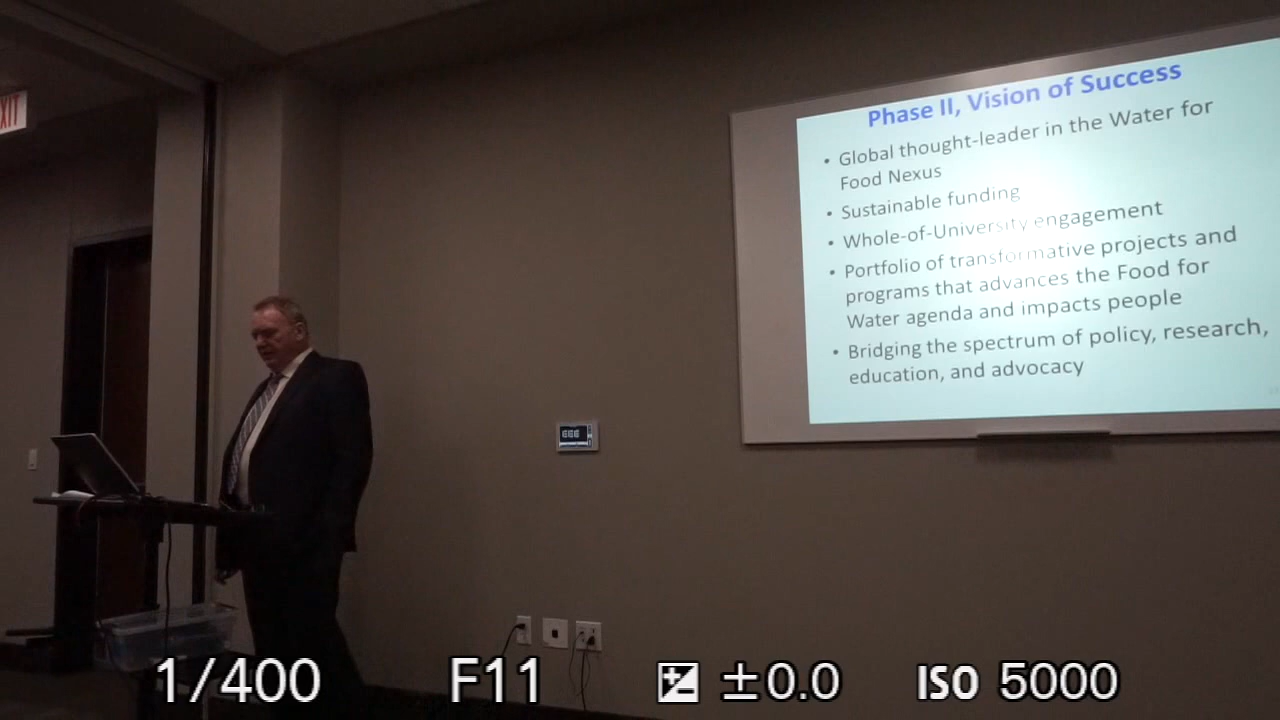 XIT
Phase II, Vision of Success
• Global thought-leader in the Water for
Food Nexus
• Sustainable funding
• Whole-of-University engagement
• Portfolio of transformative projects and
programs that advances the Food for
Water agenda and impacts people
• Bridging the spectrum of policy, research,
education, and advocacy
1/400 F11 ±0.0 ISO 5000